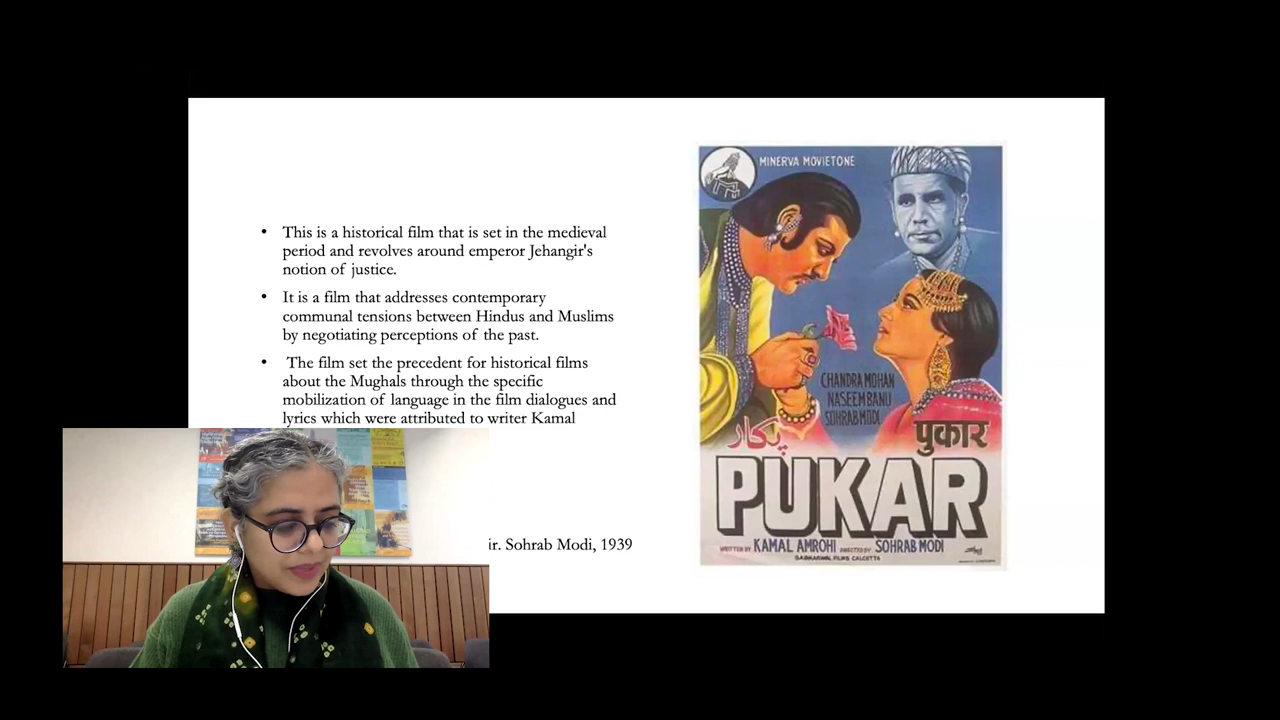 • This is a historical film that is set in the medieval
period and revolves around emperor Jehangir's
notion of justice.
• It is a film that addresses contemporary
communal tensions between Hindus and Muslims
by negotiating perceptions of the past.
• The film set the precedent for historical films
about the Mughals through the specific
mobilization of language in the film dialogues and
lyrics which were attributed to writer Kamal
ir. Sohrab Modi, 1939
MINERVA MOVIETONE
CHANDRA MOHAN
NASEEM BANU
SOHRAB MODI
پکار
पुकार
PUKAR
WRITTEN BY KAMAL AMROHI DIRECTED BY SOHRAB MODI